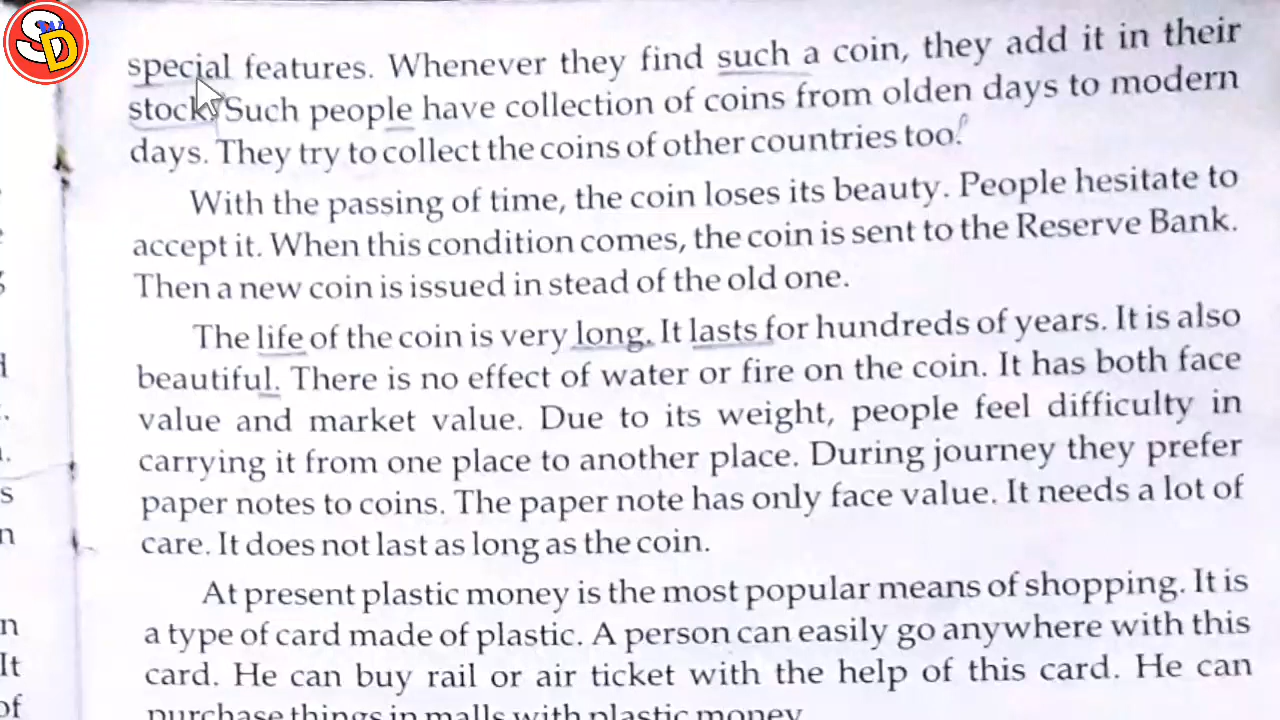 SD
special features. Whenever they find such a coin, they add it in their
stock. Such people have collection of coins from olden days to modern
days. They try to collect the coins of other countries too.
With the passing of time, the coin loses its beauty. People hesitate to
accept it. When this condition comes, the coin is sent to the Reserve Bank.
Then a new coin is issued in stead of the old one.
The life of the coin is very long. It lasts for hundreds of years. It is also
beautiful. There is no effect of water or fire on the coin. It has both face
value and market value. Due to its weight, people feel difficulty in
carrying it from one place to another place. During journey they prefer
paper notes to coins. The paper note has only face value. It needs a lot of
care. It does not last as long as the coin.
At present plastic money is the most popular means of shopping. It is
a type of card made of plastic. A person can easily go anywhere with this
card. He can buy rail or air ticket with the help of this card. He can
purchase things in malls with plastic money
s
n
n
It
of